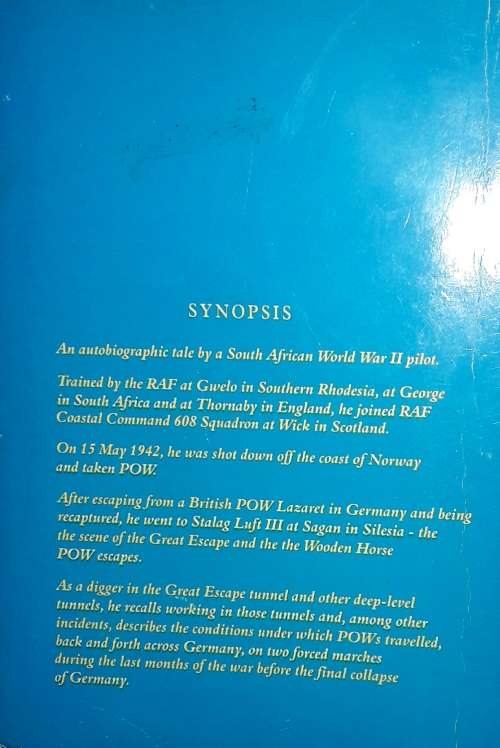 SYNOPSIS
An autobiographic tale by a South African World War II pilot.
Trained by the RAF at Gwelo in Southern Rhodesia, at George
in South Africa and at Thornaby in England, he joined RAF
Coastal Command 608 Squadron at Wick in Scotland.
On 15 May 1942, he was shot down off the coast of Norway
and taken POW.
After escaping from a British POW Lazaret in Germany and being
recaptured, he went to Stalag Luft III at Sagan in Silesia - the
the scene of the Great Escape and the the Wooden Horse
POW escapes.
As a digger in the Great Escape tunnel and other deep-level
tunnels, he recalls working in those tunnels and, among other
incidents, describes the conditions under which POWs travelled,
back and forth across Germany, on two forced marches
during the last months of the war before the final collapse
of Germany.